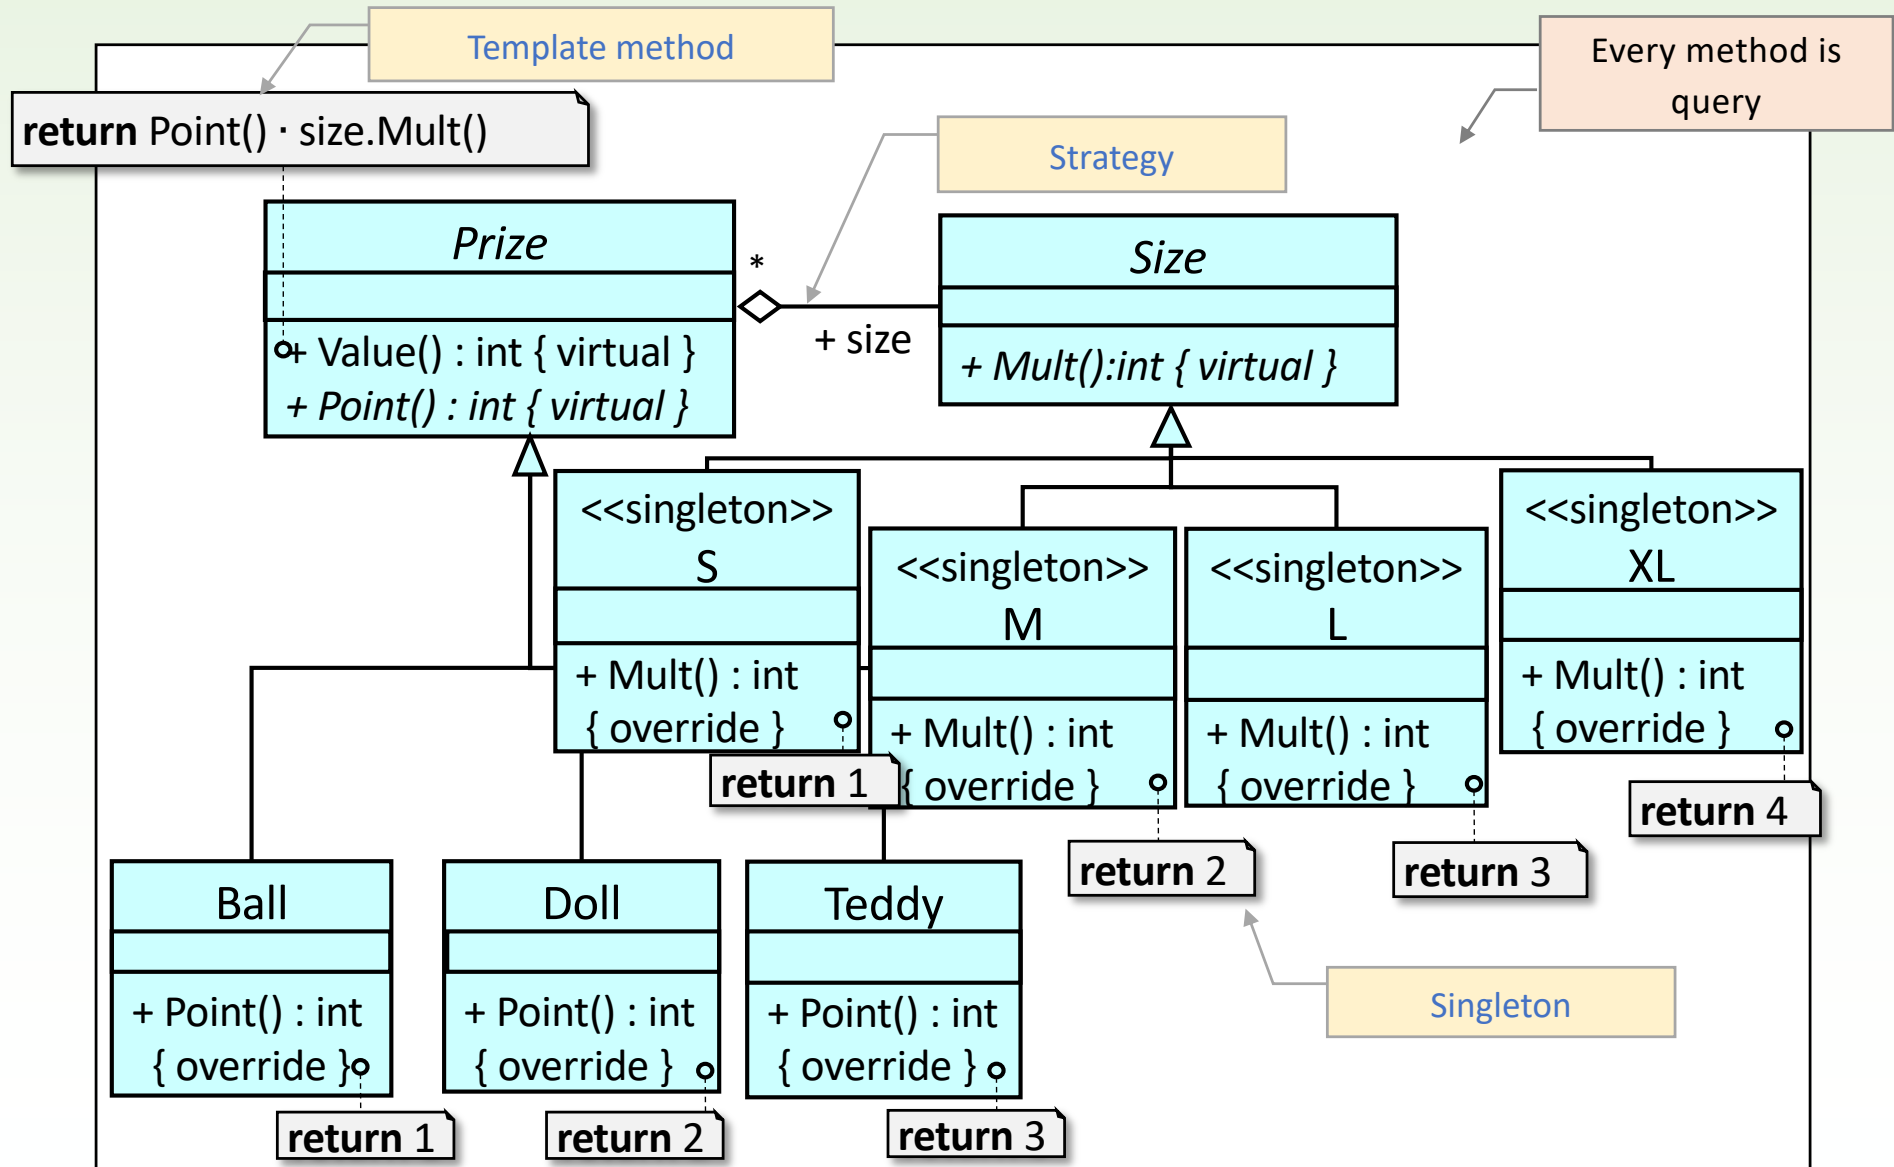 Template method
Every method is
query
return Point() · size.Mult()
Strategy
Prize
*
+ size
+ Value() : int { virtual }
+ Point() : int { virtual }
Size
+ Mult():int { virtual }
<<singleton>>
S
+ Mult() : int
{ override }
return 1
<<singleton>>
M
+ Mult() : int
{ override }
return 2
<<singleton>>
L
+ Mult() : int
{ override }
return 3
<<singleton>>
XL
+ Mult() : int
{ override }
return 4
Singleton
Ball
+ Point() : int
{ override }
return 1
Doll
+ Point() : int
{ override }
return 2
Teddy
+ Point() : int
{ override }
return 3